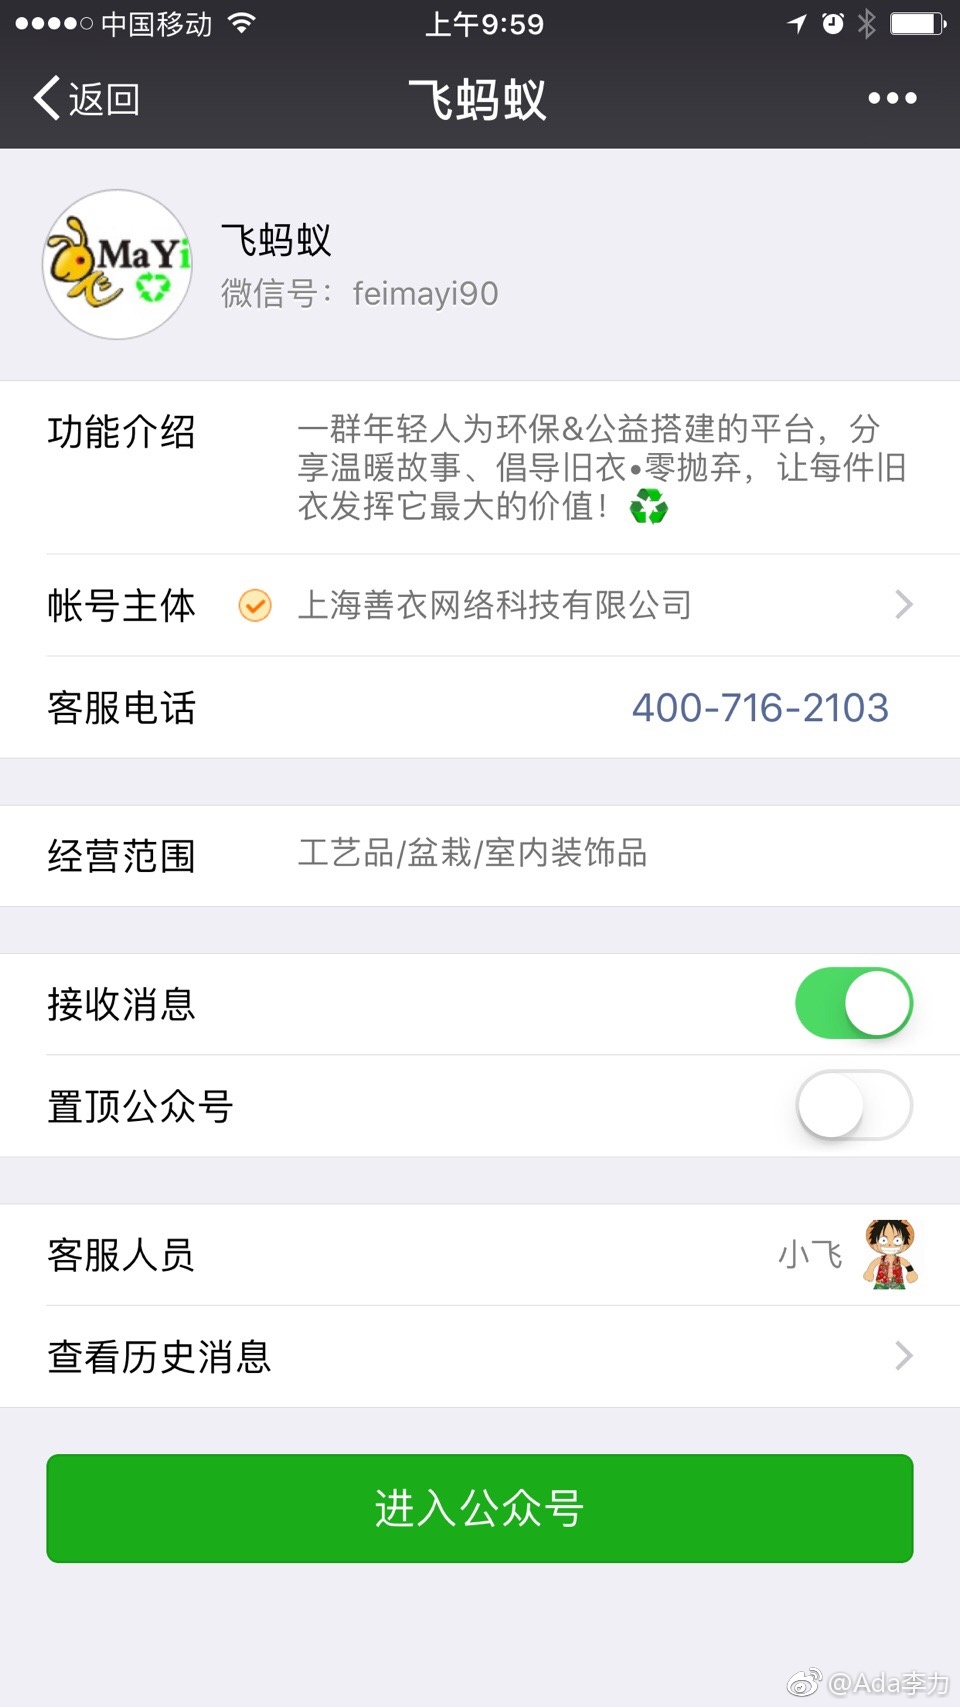 中国移动 上午9:59
返回 飞蚂蚁
MaYi
飞蚂蚁
微信号：feimayi90
功能介绍 一群年轻人为环保&公益搭建的平台，分
享温暖故事、倡导旧衣•零抛弃，让每件旧
衣发挥它最大的价值！♻️
帐号主体 上海善衣网络科技有限公司
客服电话 400-716-2103
经营范围 工艺品/盆栽/室内装饰品
接收消息
置顶公众号
客服人员 小飞
查看历史消息
进入公众号
@Ada李力